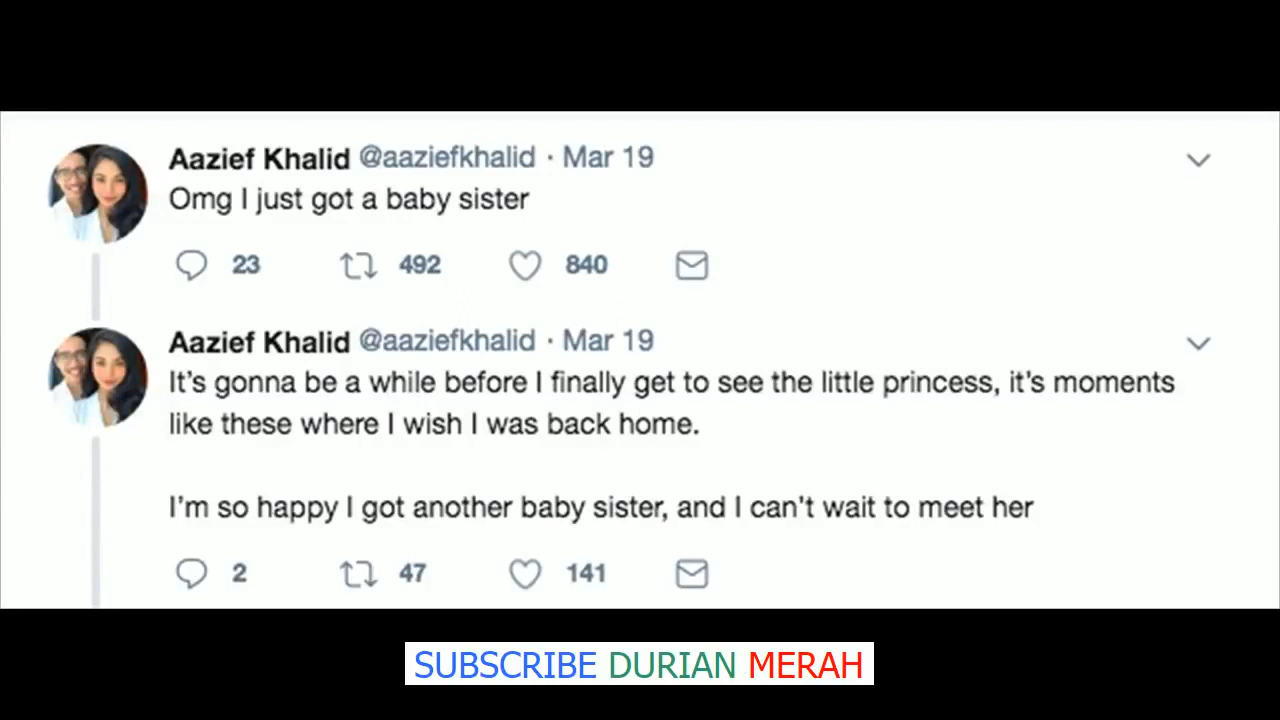 Aazief Khalid @aaziefkhalid · Mar 19
Omg I just got a baby sister
23 492 840
Aazief Khalid @aaziefkhalid · Mar 19
It's gonna be a while before I finally get to see the little princess, it's moments
like these where I wish I was back home.
I'm so happy I got another baby sister, and I can't wait to meet her
2 47 141
SUBSCRIBE DURIAN MERAH